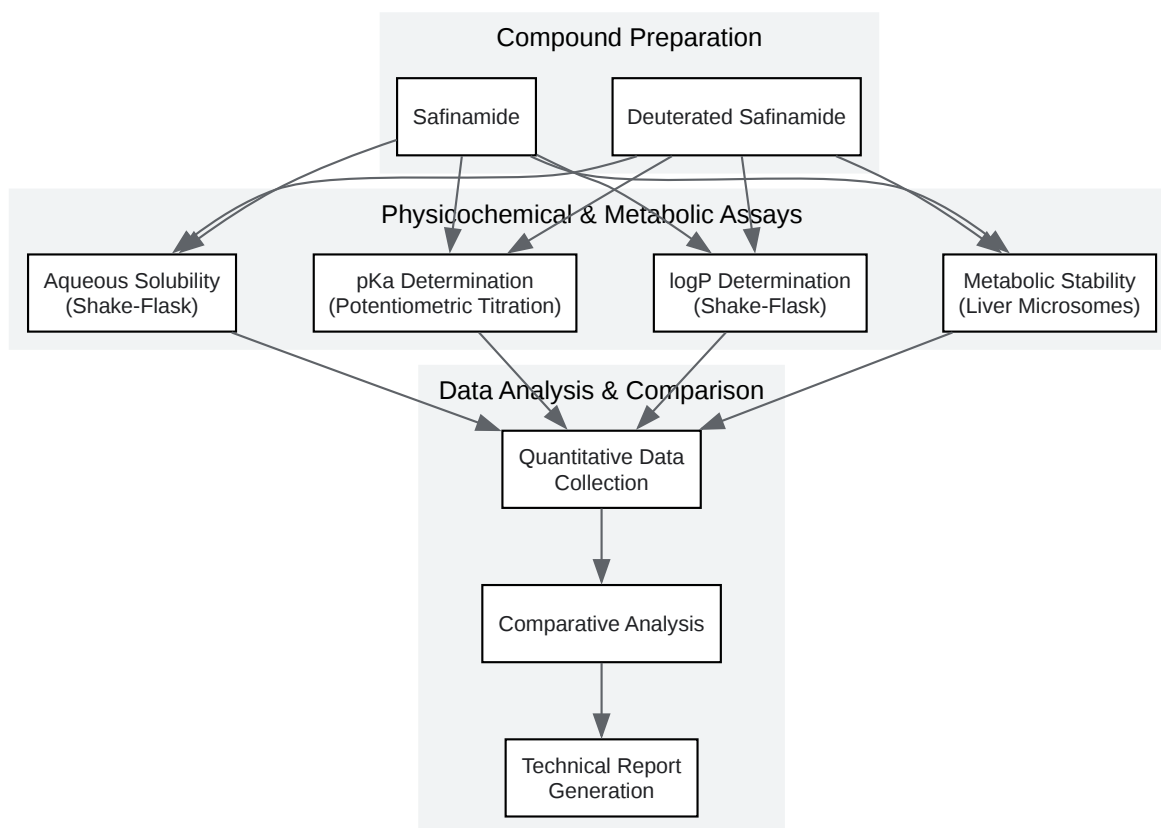 Compound Preparation
Safinamide
Deuterated Safinamide
Physicochemical & Metabolic Assays
Aqueous Solubility
(Shake-Flask)
pKa Determination
(Potentiometric Titration)
logP Determination
(Shake-Flask)
Metabolic Stability
(Liver Microsomes)
Data Analysis & Comparison
Quantitative Data
Collection
Comparative Analysis
Technical Report
Generation